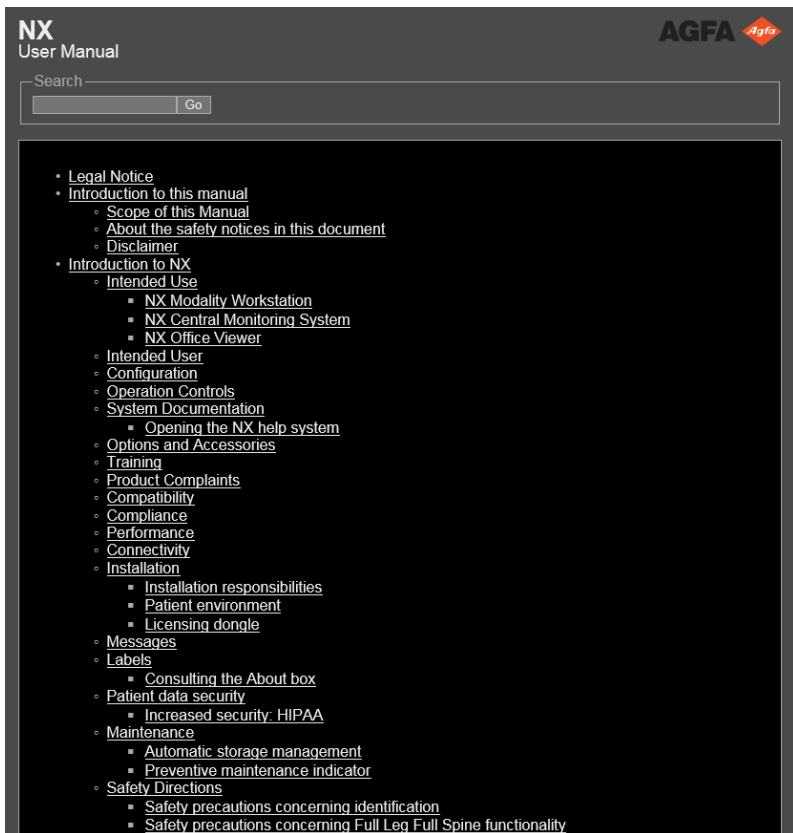 NX
AGFA
Agfa
User Manual
Search
Go
Legal Notice
Introduction to this manual
Scope of this Manual
About the safety notices in this document
Disclaimer
Introduction to NX
Intended Use
NX Modality Workstation
NX Central Monitoring System
NX Office Viewer
Intended User
Configuration
Operation Controls
System Documentation
Opening the NX help system
Options and Accessories
Training
Product Complaints
Compatibility
Compliance
Performance
Connectivity
Installation
Installation responsibilities
Patient environment
Licensing dongle
Messages
Labels
Consulting the About box
Patient data security
Increased security: HIPAA
Maintenance
Automatic storage management
Preventive maintenance indicator
Safety Directions
Safety precautions concerning identification
Safety precautions concerning Full Leg Full Spine functionality